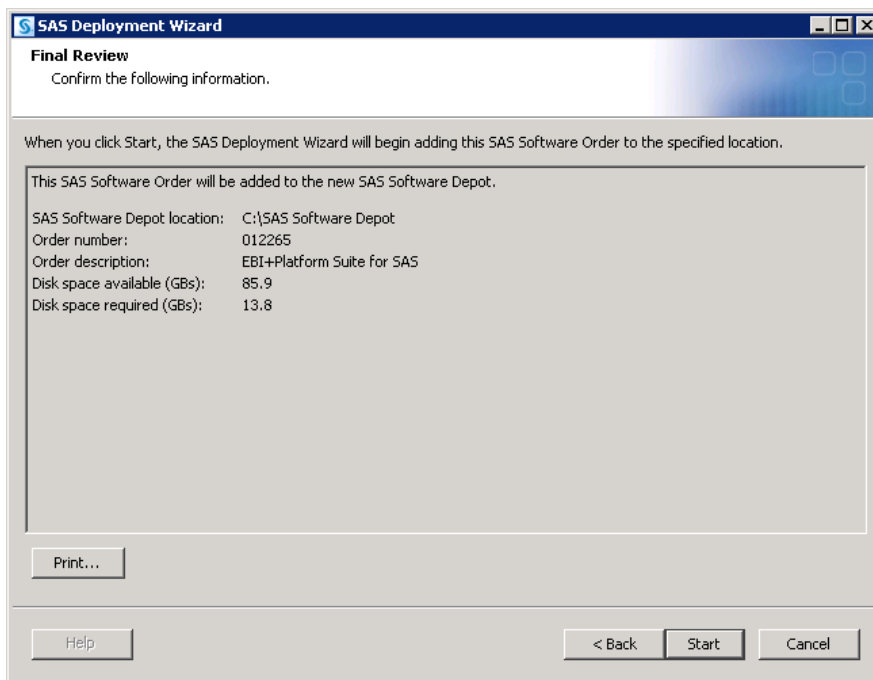 SAS Deployment Wizard
Final Review
Confirm the following information.
When you click Start, the SAS Deployment Wizard will begin adding this SAS Software Order to the specified location.
This SAS Software Order will be added to the new SAS Software Depot.
SAS Software Depot location: C:\SAS Software Depot
Order number: 012265
Order description: EBI+Platform Suite for SAS
Disk space available (GBs): 85.9
Disk space required (GBs): 13.8
Print...
Help < Back Start Cancel